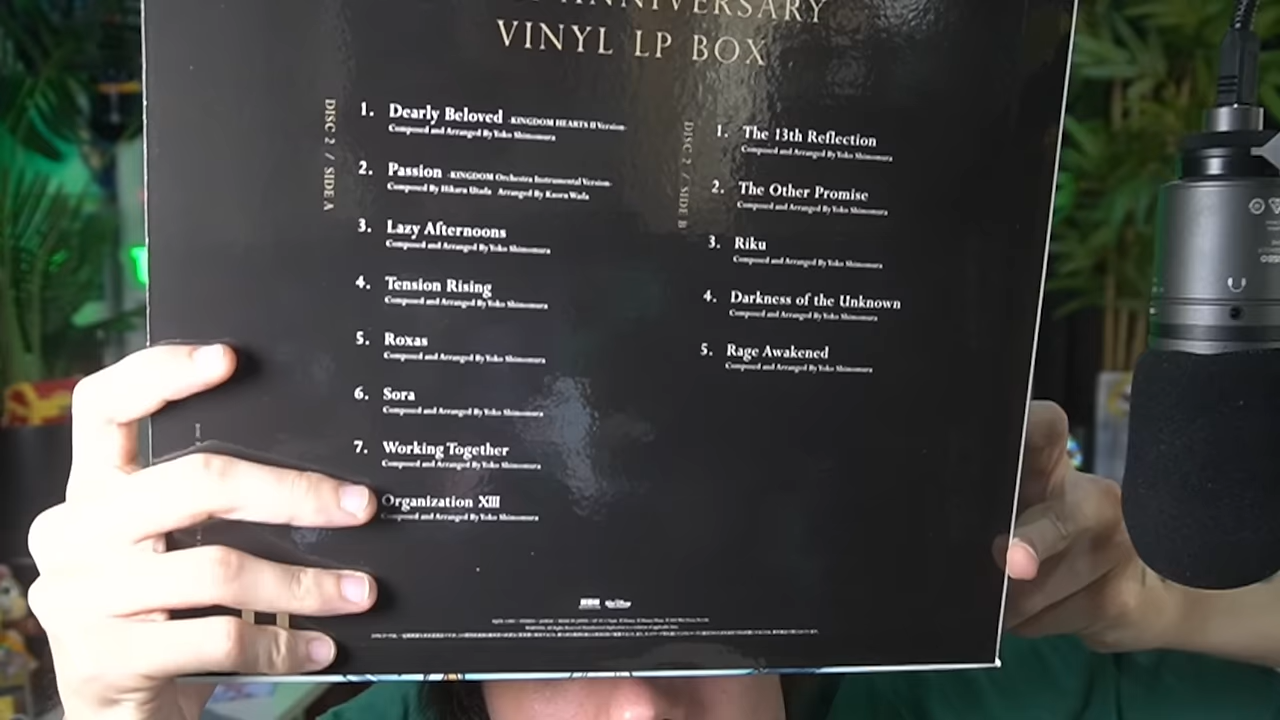 ANNIVERSARY
VINYL LP BOX
DISC 2 / SIDE A
1. Dearly Beloved -KINGDOM HEARTS II Version-
Composed and Arranged By Yoko Shimomura
2. Passion -KINGDOM Orchestra Instrumental Version-
Composed By Hikaru Utada Arranged By Kaoru Wada
3. Lazy Afternoons
Composed and Arranged By Yoko Shimomura
4. Tension Rising
Composed and Arranged By Yoko Shimomura
5. Roxas
Composed and Arranged By Yoko Shimomura
6. Sora
Composed and Arranged By Yoko Shimomura
7. Working Together
Composed and Arranged By Yoko Shimomura
Organization XIII
Composed and Arranged By Yoko Shimomura
DISC 2 / SIDE B
1. The 13th Reflection
Composed and Arranged By Yoko Shimomura
2. The Other Promise
Composed and Arranged By Yoko Shimomura
3. Riku
Composed and Arranged By Yoko Shimomura
4. Darkness of the Unknown
Composed and Arranged By Yoko Shimomura
5. Rage Awakened
Composed and Arranged By Yoko Shimomura